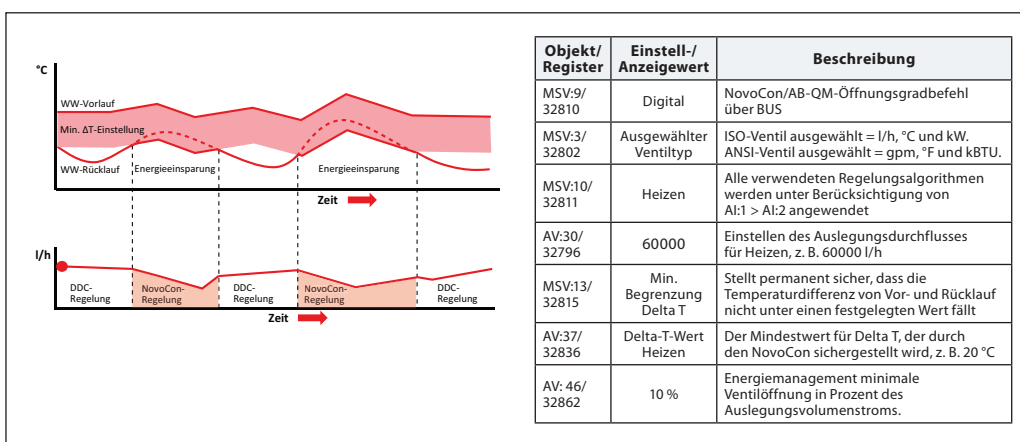 °C
WW-Vorlauf
Min. ΔT-Einstellung
WW-Rücklauf
Energieeinsparung
Energieeinsparung
Zeit
l/h
DDC-
Regelung
NovoCon-
Regelung
DDC-
Regelung
NovoCon-
Regelung
DDC-
Regelung
Zeit
Objekt/
Register
Einstell-/
Anzeigewert
Beschreibung
MSV:9/
32810
Digital
NovoCon/AB-QM-Öffnungsgradbefehl
über BUS
MSV:3/
32802
Ausgewählter
Ventiltyp
ISO-Ventil ausgewählt = l/h, °C und kW.
ANSI-Ventil ausgewählt = gpm, °F und kBTU.
MSV:10/
32811
Heizen
Alle verwendeten Regelungsalgorithmen
werden unter Berücksichtigung von
AI:1 > AI:2 angewendet
AV:30/
32796
60000
Einstellen des Auslegungsdurchflusses
für Heizen, z. B. 60000 l/h
MSV:13/
32815
Min.
Begrenzung
Delta T
Stellt permanent sicher, dass die
Temperaturdifferenz von Vor- und Rücklauf
nicht unter einen festgelegten Wert fällt
AV:37/
32836
Delta-T-Wert
Heizen
Der Mindestwert für Delta T, der durch
den NovoCon sichergestellt wird, z. B. 20 °C
AV: 46/
32862
10 %
Energiemanagement minimale
Ventilöffnung in Prozent des
Auslegungsvolumenstroms.